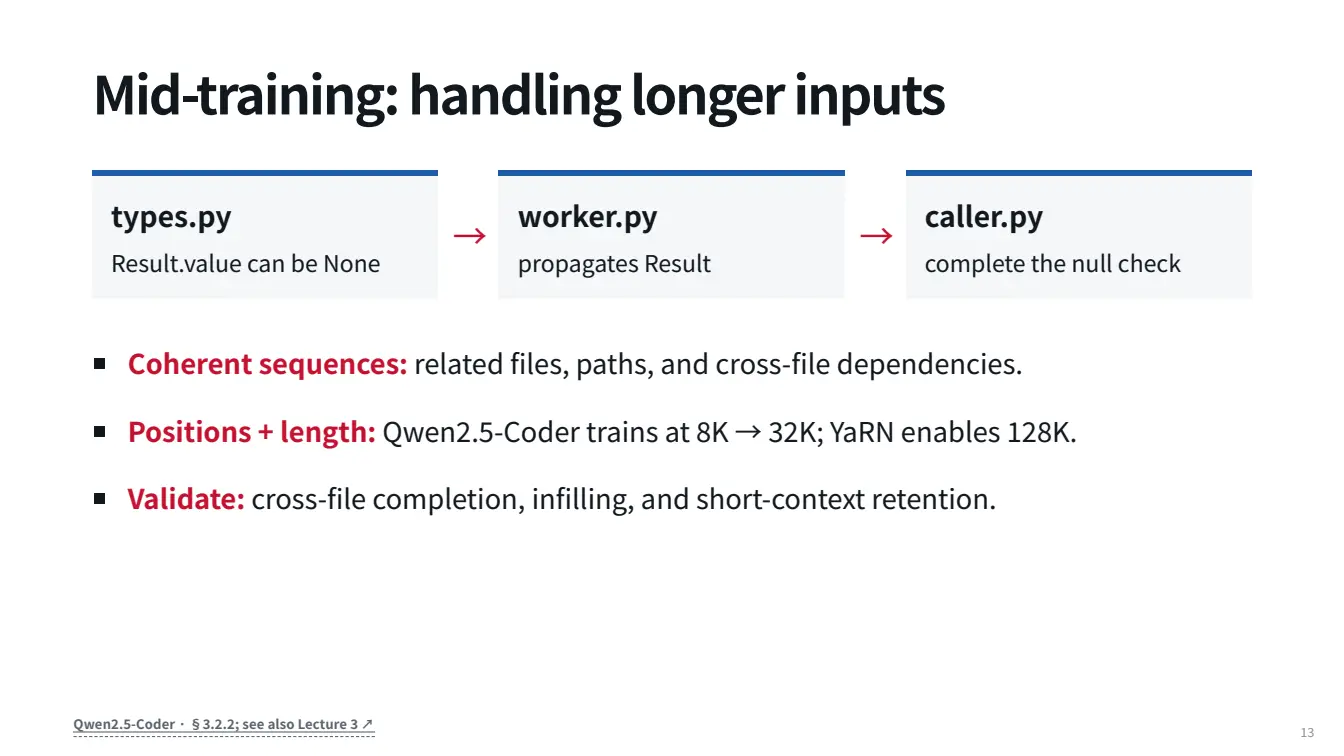 Mid-training: handling longer inputs
types.py
Result.value can be None
→
worker.py
propagates Result
→
caller.py
complete the null check
▪ Coherent sequences: related files, paths, and cross-file dependencies.
▪ Positions + length: Qwen2.5-Coder trains at 8K → 32K; YaRN enables 128K.
▪ Validate: cross-file completion, infilling, and short-context retention.
Qwen2.5-Coder · §3.2.2; see also Lecture 3 ↗
13